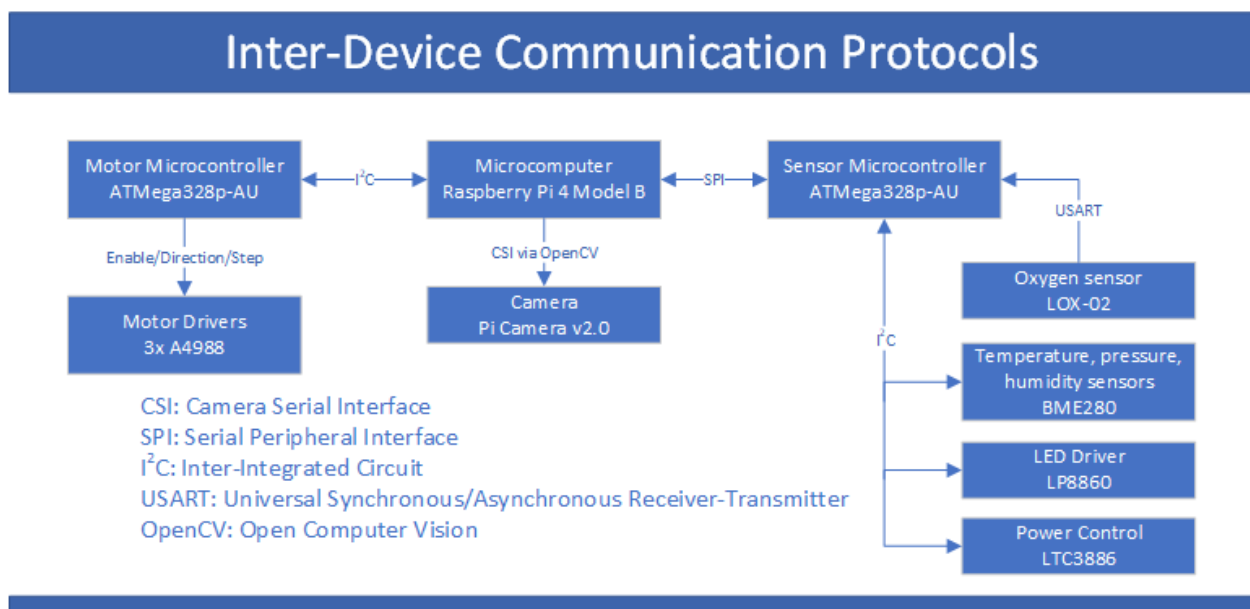 Inter-Device Communication Protocols
Motor Microcontroller
ATMega328p-AU
I²C
Microcomputer
Raspberry Pi 4 Model B
SPI
Sensor Microcontroller
ATMega328p-AU
USART
Enable/Direction/Step
CSI via OpenCV
Oxygen sensor
LOX-02
Motor Drivers
3x A4988
Camera
Pi Camera v2.0
I²C
Temperature, pressure,
humidity sensors
BME280
LED Driver
LP8860
Power Control
LTC3886
CSI: Camera Serial Interface
SPI: Serial Peripheral Interface
I²C: Inter-Integrated Circuit
USART: Universal Synchronous/Asynchronous Receiver-Transmitter
OpenCV: Open Computer Vision